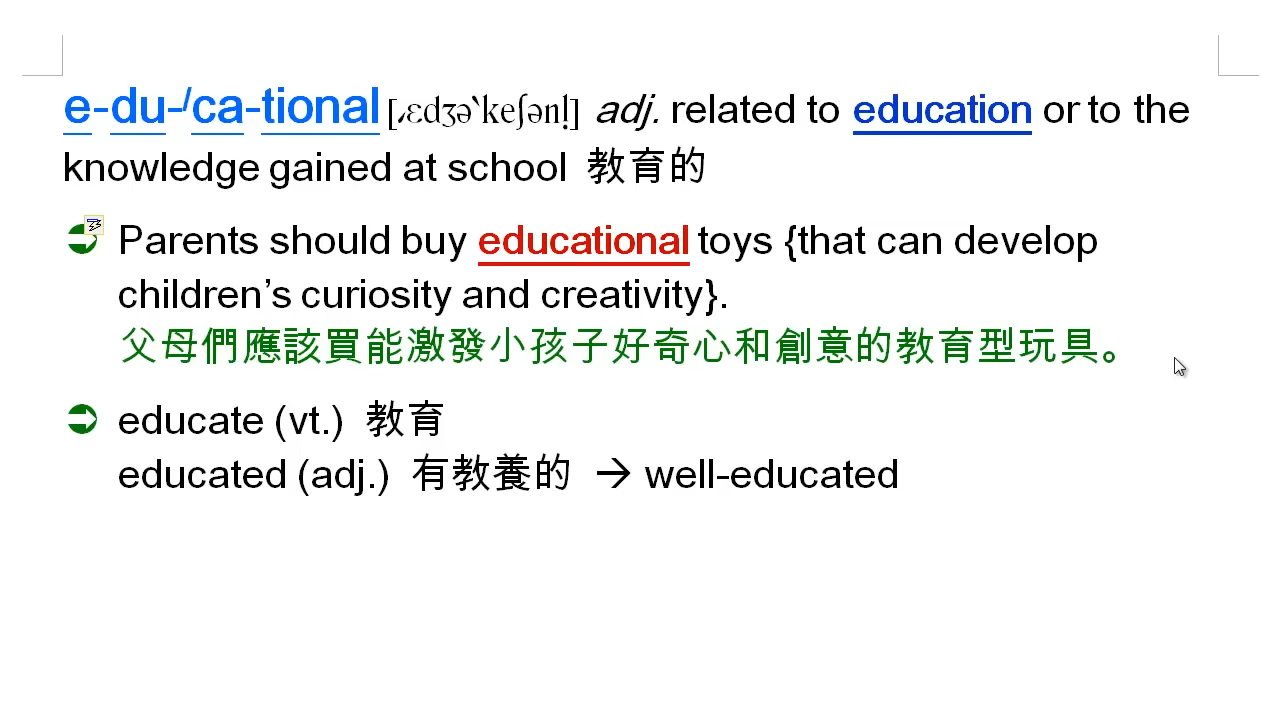 e-du-/ca-tional [ˏɛdʒəˋkeʃənl̩] adj. related to education or to the
knowledge gained at school 教育的
➲ Parents should buy educational toys {that can develop
children’s curiosity and creativity}.
父母們應該買能激發小孩子好奇心和創意的教育型玩具。
➲ educate (vt.) 教育
educated (adj.) 有教養的 → well-educated